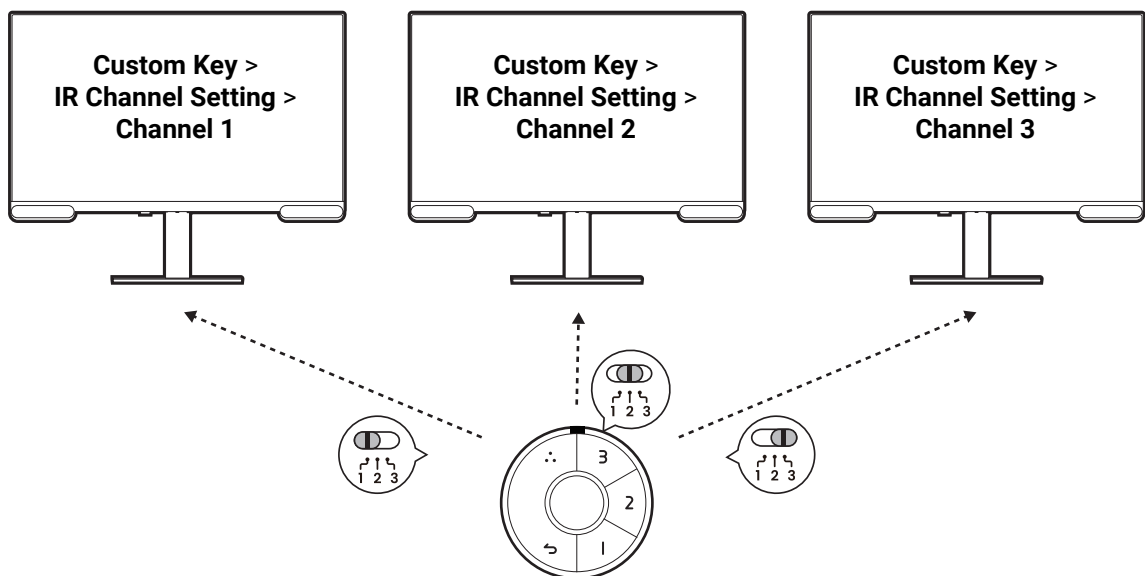 Custom Key >
IR Channel Setting >
Channel 1
Custom Key >
IR Channel Setting >
Channel 2
Custom Key >
IR Channel Setting >
Channel 3
1 2 3
1 2 3
1 2 3
3
2
1